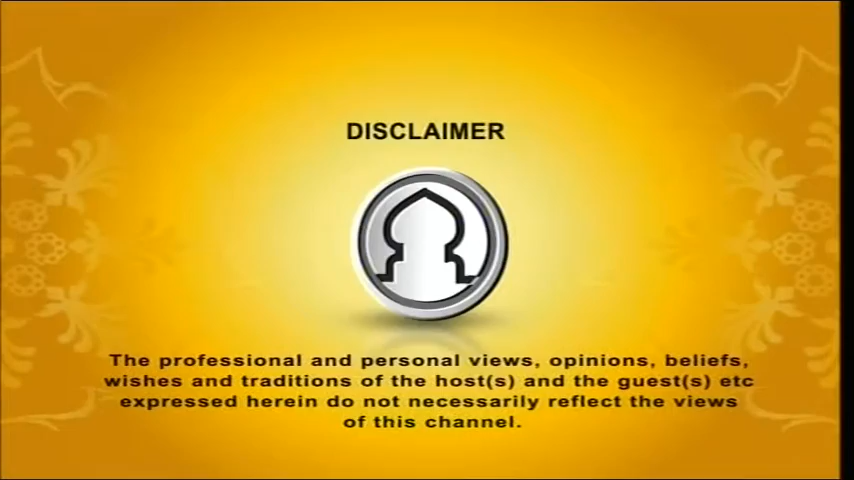 DISCLAIMER
The professional and personal views, opinions, beliefs,
wishes and traditions of the host(s) and the guest(s) etc
expressed herein do not necessarily reflect the views
of this channel.